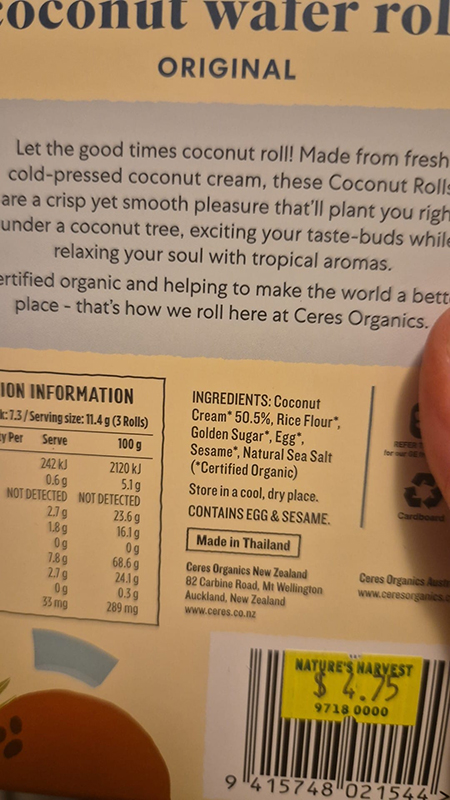 coconut wafer rol
ORIGINAL
Let the good times coconut roll! Made from fresh
cold-pressed coconut cream, these Coconut Rolls
are a crisp yet smooth pleasure that'll plant you righ
under a coconut tree, exciting your taste-buds while
relaxing your soul with tropical aromas.
ertified organic and helping to make the world a bett
place - that's how we roll here at Ceres Organics.
ION INFORMATION
k: 7.3 / Serving size: 11.4 g (3 Rolls)
ty Per Serve 100 g
242 kJ 2120 kJ
0.6 g 5.1 g
NOT DETECTED NOT DETECTED
2.7 g 23.6 g
1.8 g 16.1 g
0 g 0 g
7.8 g 68.6 g
2.7 g 24.1 g
0 g 0.3 g
33 mg 289 mg
INGREDIENTS: Coconut
Cream* 50.5%, Rice Flour*,
Golden Sugar*, Egg*,
Sesame*, Natural Sea Salt
(*Certified Organic)
Store in a cool, dry place.
CONTAINS EGG & SESAME.
Made in Thailand
Ceres Organics New Zealand
82 Carbine Road, Mt Wellington
Auckland, New Zealand
www.ceres.co.nz
REFER
for our
Cardboard
Ceres Organics Austr
www.ceresorganics.c
NATURE'S HARVEST
$ 4.75
9718 0000
9 415748 021544 >